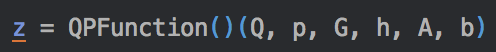 z = QPFunction()(Q, p, G, h, A, b)